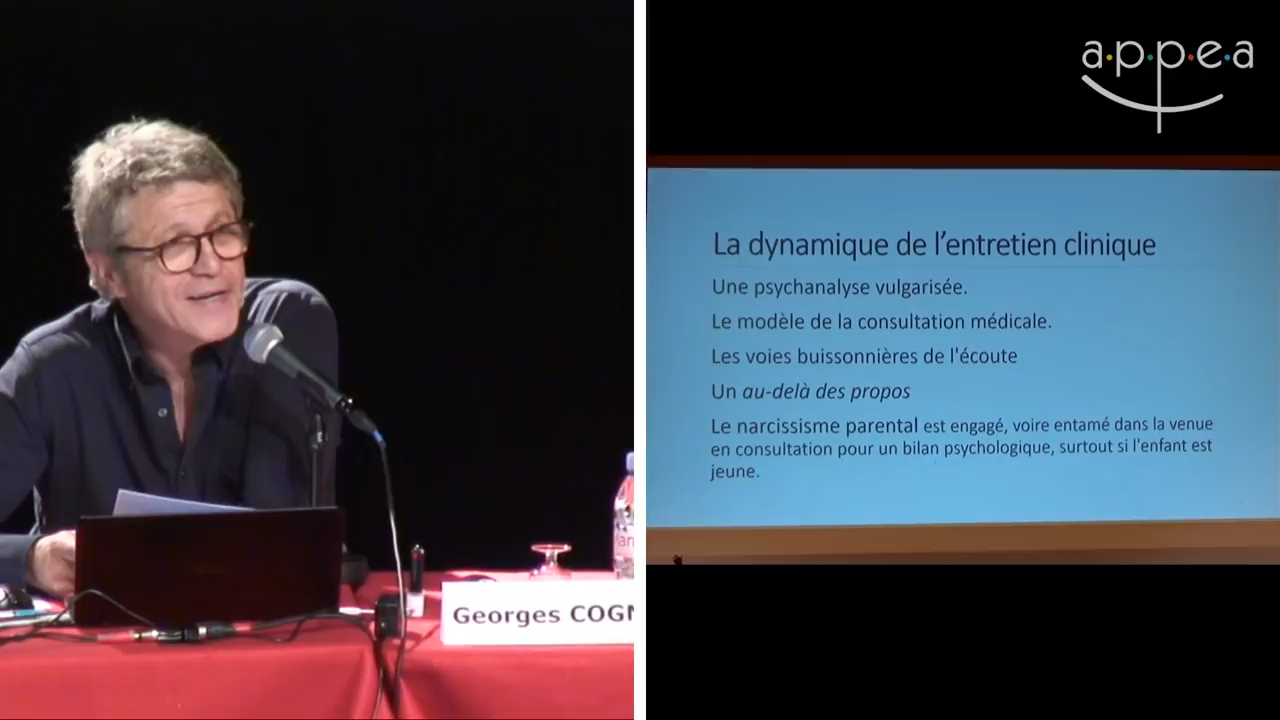 a·p·p·e·a
La dynamique de l'entretien clinique
Une psychanalyse vulgarisée.
Le modèle de la consultation médicale.
Les voies buissonnières de l'écoute
Un au-delà des propos
Le narcissisme parental est engagé, voire entamé dans la venue
en consultation pour un bilan psychologique, surtout si l'enfant est
jeune.
Georges COGN